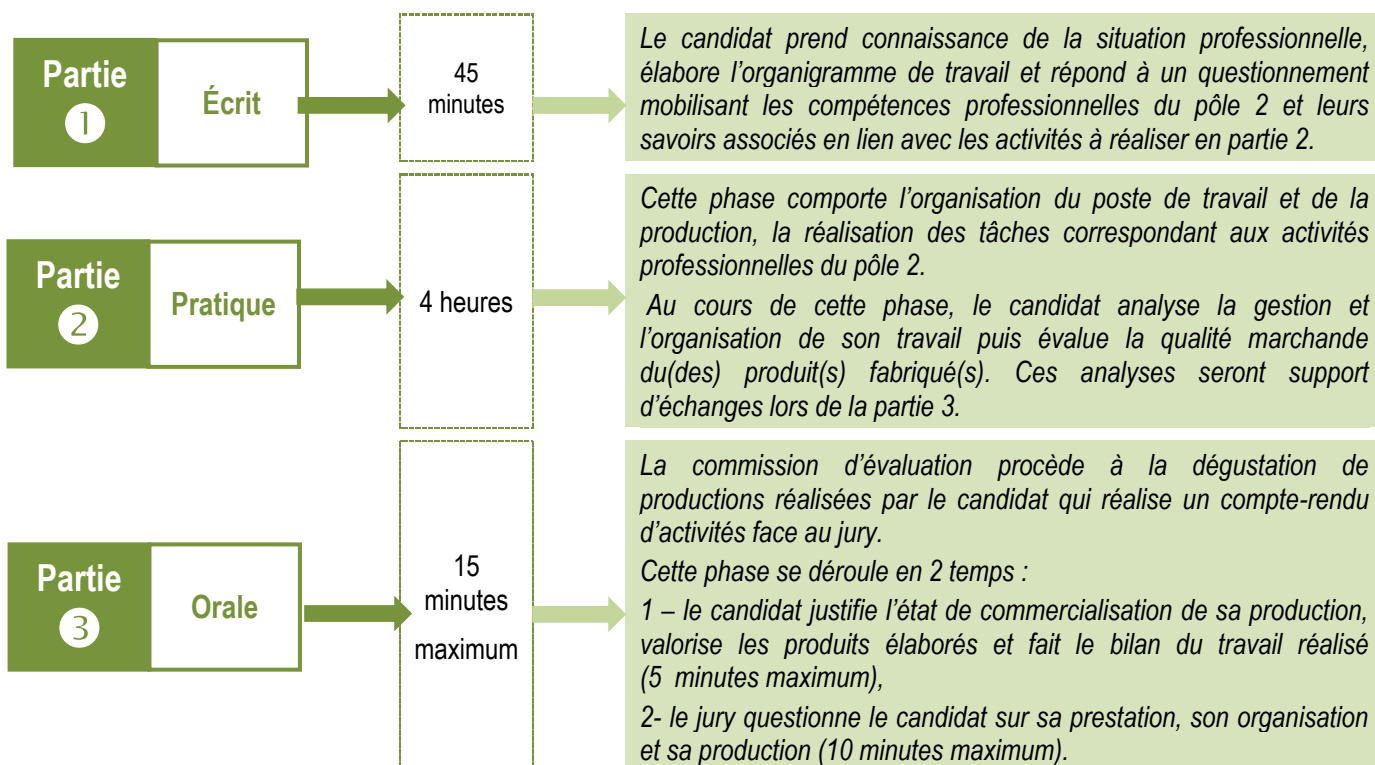 Partie
1
Écrit
45
minutes
Le candidat prend connaissance de la situation professionnelle,
élabore l’organigramme de travail et répond à un questionnement
mobilisant les compétences professionnelles du pôle 2 et leurs
savoirs associés en lien avec les activités à réaliser en partie 2.
Partie
2
Pratique
4 heures
Cette phase comporte l’organisation du poste de travail et de la
production, la réalisation des tâches correspondant aux activités
professionnelles du pôle 2.
Au cours de cette phase, le candidat analyse la gestion et
l’organisation de son travail puis évalue la qualité marchande
du(des) produit(s) fabriqué(s). Ces analyses seront support
d’échanges lors de la partie 3.
Partie
3
Orale
15
minutes
maximum
La commission d’évaluation procède à la dégustation de
productions réalisées par le candidat qui réalise un compte-rendu
d’activités face au jury.
Cette phase se déroule en 2 temps :
1 – le candidat justifie l’état de commercialisation de sa production,
valorise les produits élaborés et fait le bilan du travail réalisé
(5 minutes maximum),
2- le jury questionne le candidat sur sa prestation, son organisation
et sa production (10 minutes maximum).